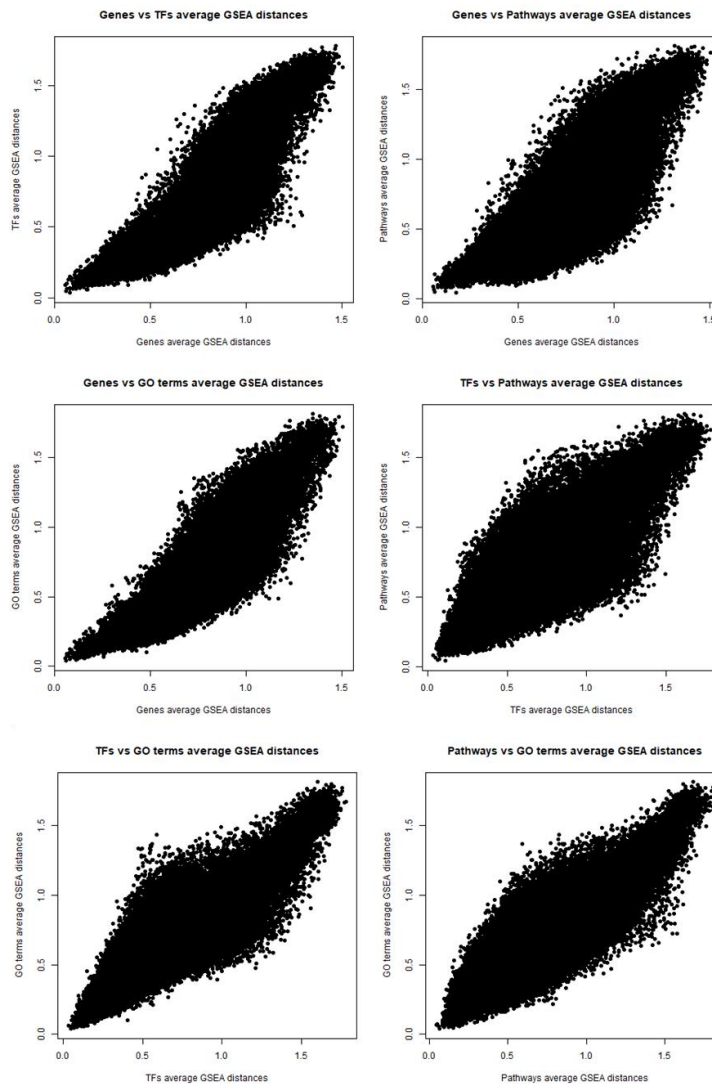 Genes vs TFs average GSEA distances
TFs average GSEA distances
0.0 0.5 1.0 1.5
0.0 0.5 1.0 1.5
Genes average GSEA distances
Genes vs Pathways average GSEA distances
Pathways average GSEA distances
0.0 0.5 1.0 1.5
0.0 0.5 1.0 1.5
Genes average GSEA distances
Genes vs GO terms average GSEA distances
GO terms average GSEA distances
0.0 0.5 1.0 1.5
0.0 0.5 1.0 1.5
Genes average GSEA distances
TFs vs Pathways average GSEA distances
Pathways average GSEA distances
0.0 0.5 1.0 1.5
0.0 0.5 1.0 1.5
TFs average GSEA distances
TFs vs GO terms average GSEA distances
GO terms average GSEA distances
0.0 0.5 1.0 1.5
0.0 0.5 1.0 1.5
TFs average GSEA distances
Pathways vs GO terms average GSEA distances
GO terms average GSEA distances
0.0 0.5 1.0 1.5
0.0 0.5 1.0 1.5
Pathways average GSEA distances